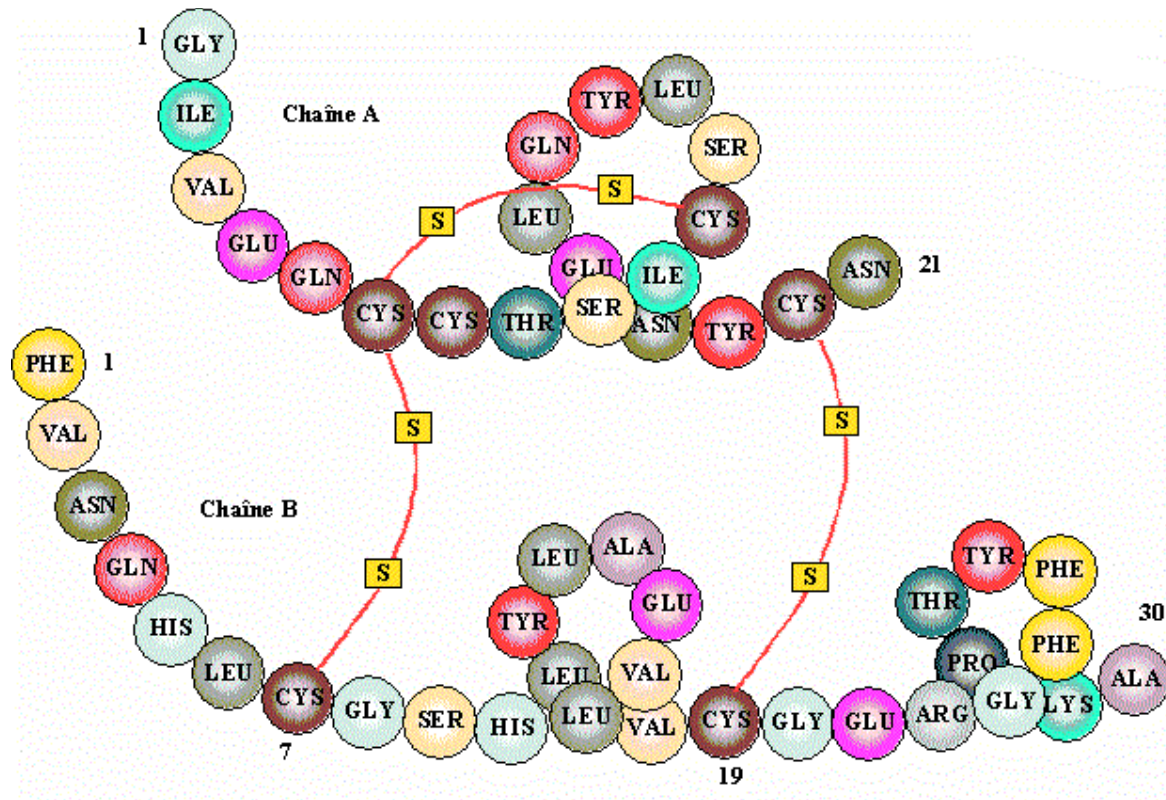 1
GLY
ILE
Chaîne A
VAL
GLU
GLN
CYS
CYS
THR
SER
ILE
CYS
SER
LEU
TYR
GLN
LEU
GLU
ASN
TYR
CYS
ASN
21
S
S
S
S
S
S
PHE
1
VAL
ASN
Chaîne B
GLN
HIS
LEU
CYS
7
GLY
SER
HIS
LEU
VAL
GLU
ALA
LEU
TYR
LEU
VAL
CYS
19
GLY
GLU
ARG
GLY
PHE
PHE
TYR
THR
PRO
LYS
ALA
30